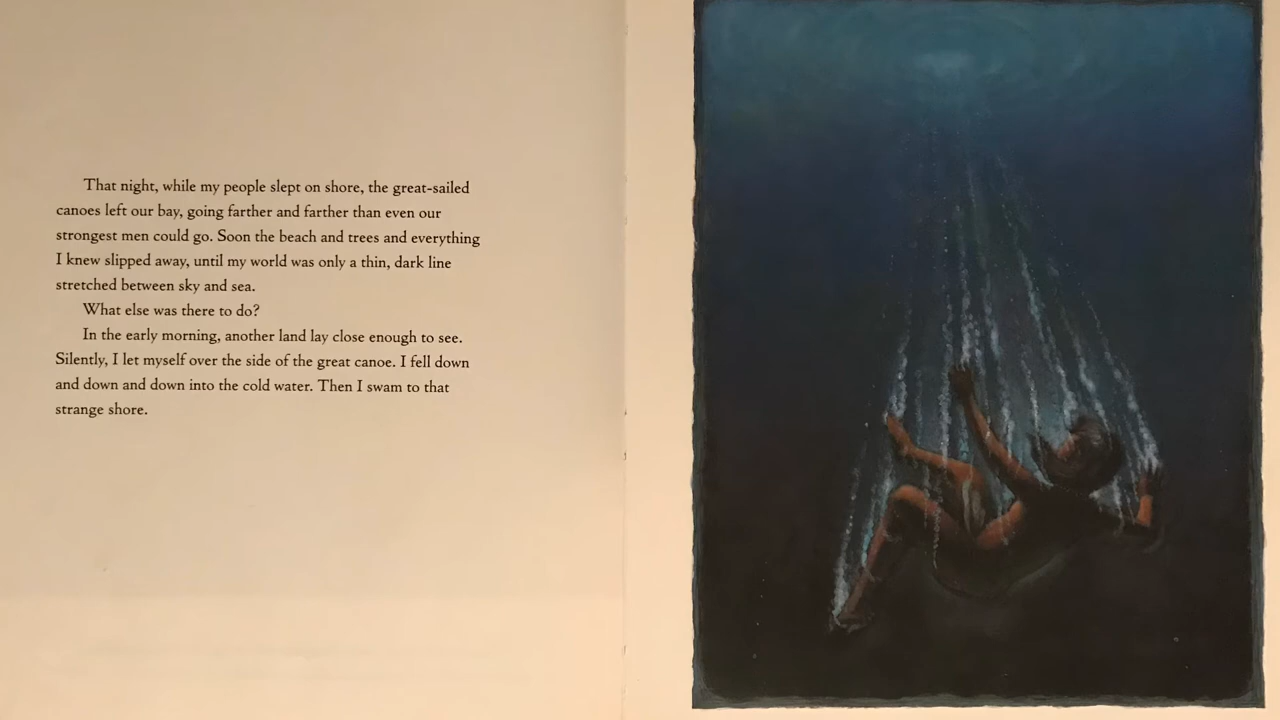 That night, while my people slept on shore, the great-sailed
canoes left our bay, going farther and farther than even our
strongest men could go. Soon the beach and trees and everything
I knew slipped away, until my world was only a thin, dark line
stretched between sky and sea.
What else was there to do?
In the early morning, another land lay close enough to see.
Silently, I let myself over the side of the great canoe. I fell down
and down and down into the cold water. Then I swam to that
strange shore.